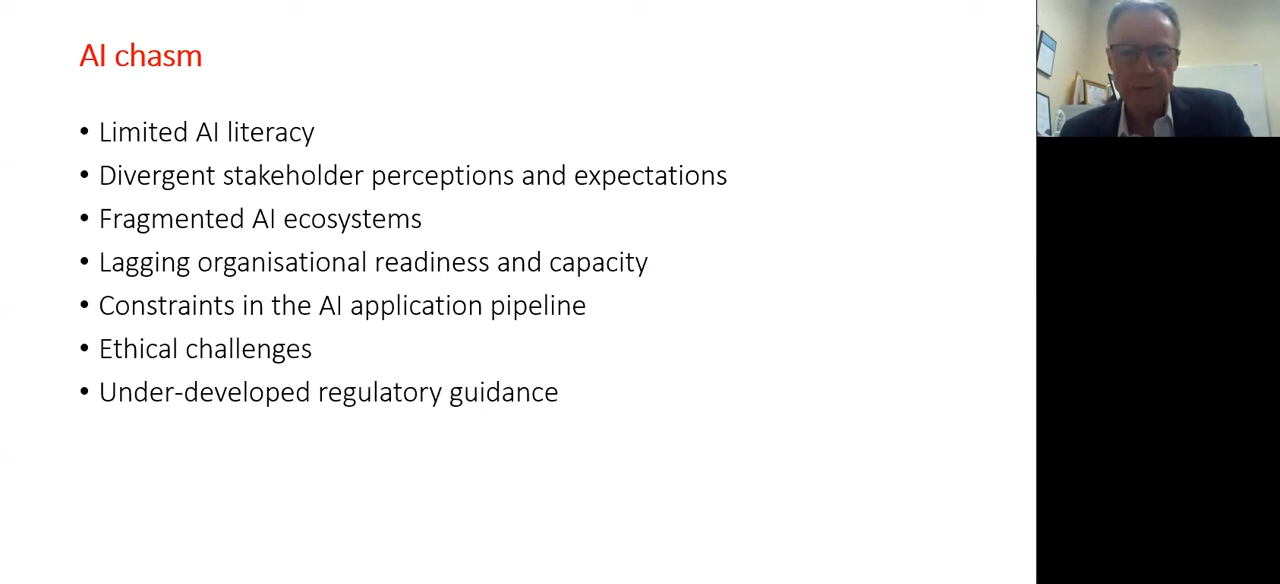 AI chasm
• Limited AI literacy
• Divergent stakeholder perceptions and expectations
• Fragmented AI ecosystems
• Lagging organisational readiness and capacity
• Constraints in the AI application pipeline
• Ethical challenges
• Under-developed regulatory guidance